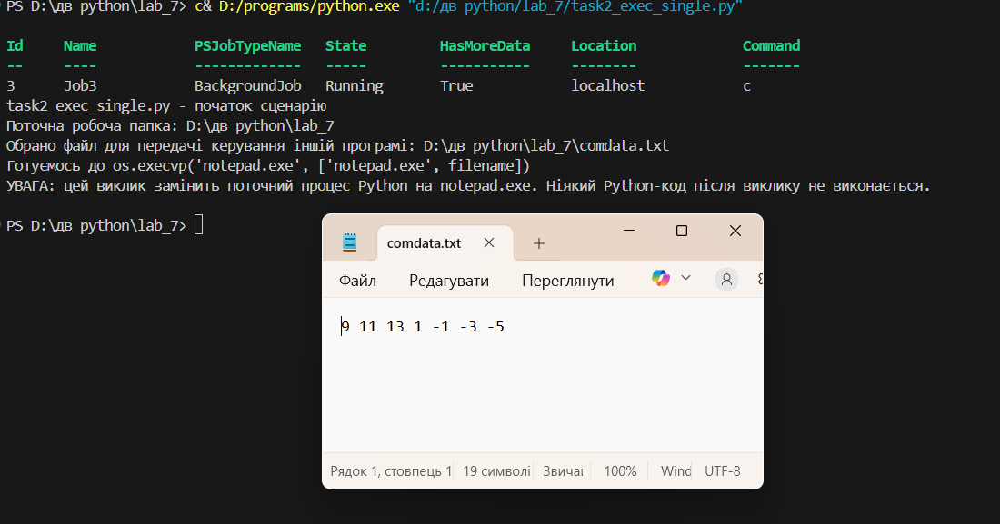 PS D:\дв python\lab_7> c& D:/programs/python.exe "d:/дв python/lab_7/task2_exec_single.py"
Id Name PSJobTypeName State HasMoreData Location Command
-- ---- ------------- ----- ----------- -------- -------
3 Job3 BackgroundJob Running True localhost c
task2_exec_single.py - початок сценарію
Поточна робоча папка: D:\дв python\lab_7
Обрано файл для передачі керування іншій програмі: D:\дв python\lab_7\comdata.txt
Готуємось до os.execvp('notepad.exe', ['notepad.exe', filename])
УВАГА: цей виклик замінить поточний процес Python на notepad.exe. Ніякий Python-код після виклику не виконається.
PS D:\дв python\lab_7>
comdata.txt
Файл Редагувати Переглянути
9 11 13 1 -1 -3 -5
Рядок 1, стовпець 1 19 символі Звичаі 100% Wind UTF-8